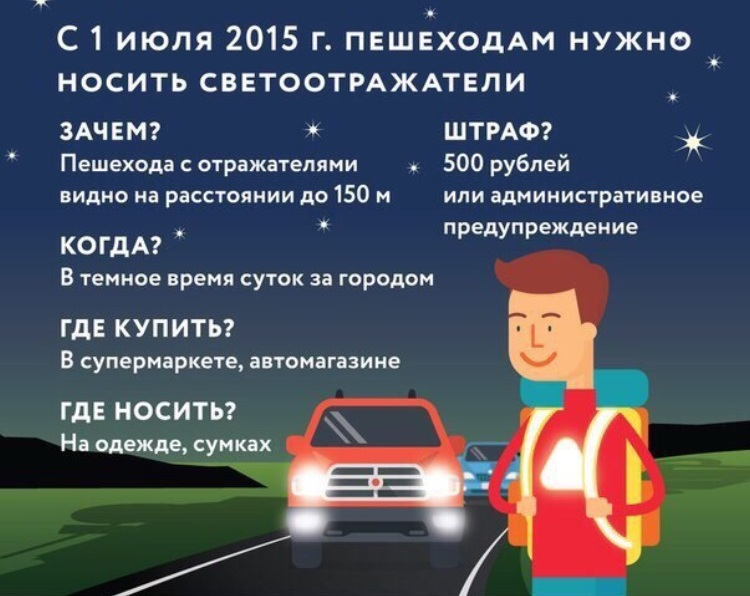 С 1 ИЮЛЯ 2015 Г. ПЕШЕХОДАМ НУЖНО
НОСИТЬ СВЕТООТРАЖАТЕЛИ
ЗАЧЕМ?
Пешехода с отражателями
видно на расстоянии до 150 м
КОГДА?
В темное время суток за городом
ГДЕ КУПИТЬ?
В супермаркете, автомагазине
ГДЕ НОСИТЬ?
На одежде, сумках
ШТРАФ?
500 рублей
или административное
предупреждение